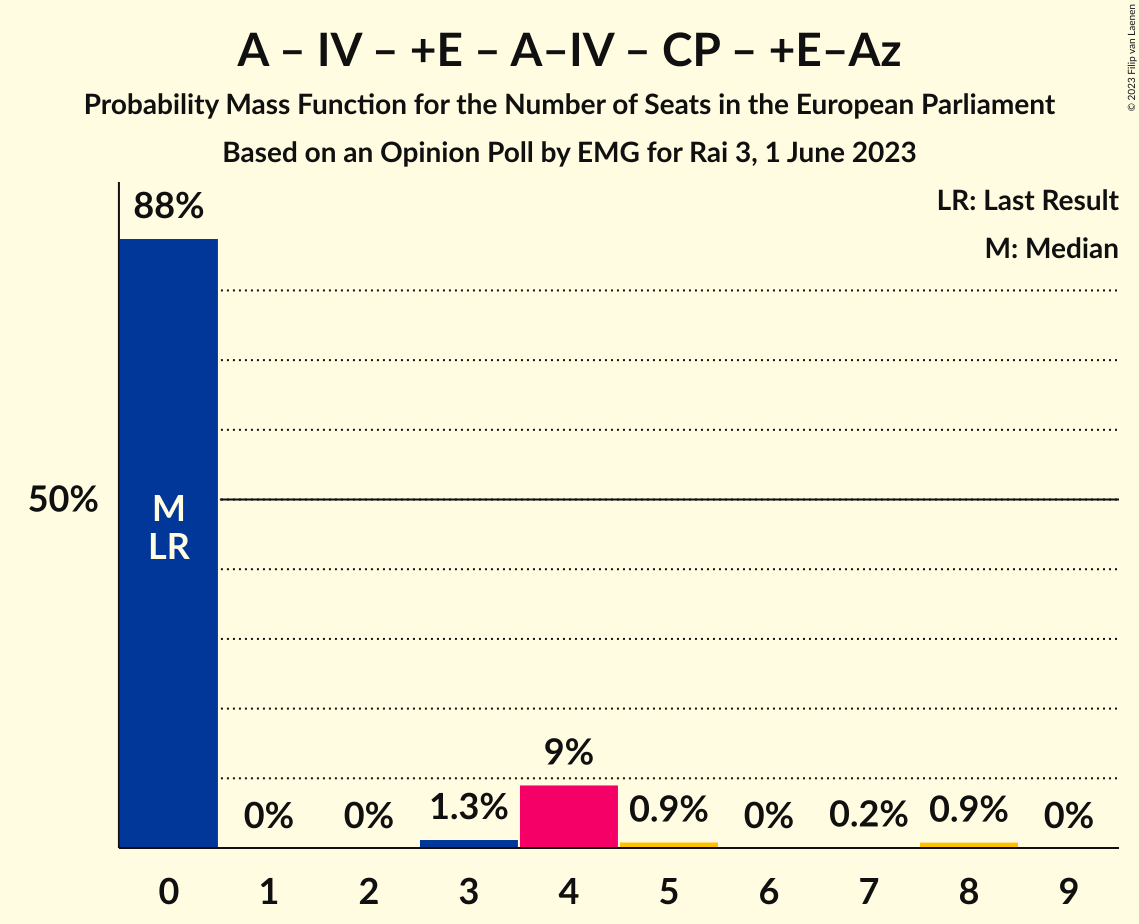 A – IV – +E – A–IV – CP – +E–Az
Probability Mass Function for the Number of Seats in the European Parliament
Based on an Opinion Poll by EMG for Rai 3, 1 June 2023
© 2023 Filip van Laenen
LR: Last Result
M: Median
88%
50%
M
LR
0%
0%
1.3%
9%
0.9%
0%
0.2%
0.9%
0%
0 1 2 3 4 5 6 7 8 9